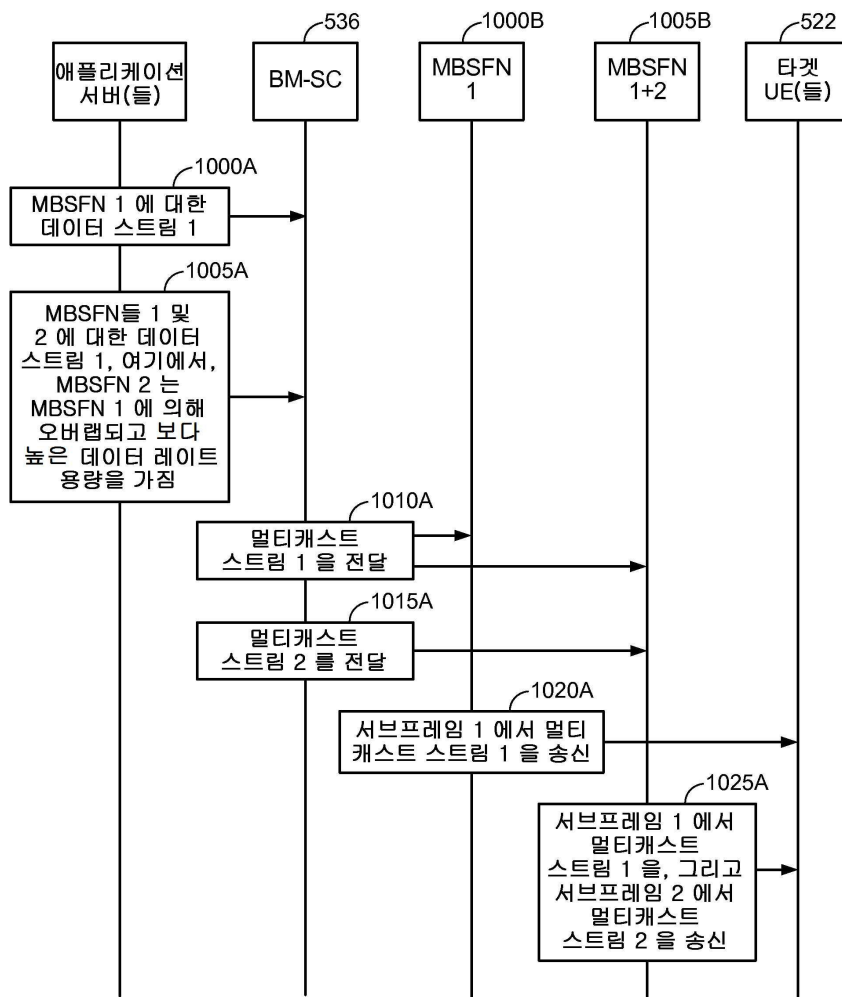 536
1000B
1005B
522
애플리케이션
서버(들)
BM-SC
MBSFN
1
MBSFN
1+2
타겟
UE(들)
1000A
MBSFN 1 에 대한
데이터 스트림 1
1005A
MBSFN들 1 및
2 에 대한 데이터
스트림 1, 여기에서,
MBSFN 2 는
MBSFN 1 에 의해
오버랩되고 보다
높은 데이터 레이트
용량을 가짐
1010A
멀티캐스트
스트림 1 을 전달
1015A
멀티캐스트
스트림 2 를 전달
1020A
서브프레임 1 에서 멀티
캐스트 스트림 1 을 송신
1025A
서브프레임 1 에서
멀티캐스트
스트림 1 을, 그리고
서브프레임 2 에서
멀티캐스트
스트림 2 을 송신